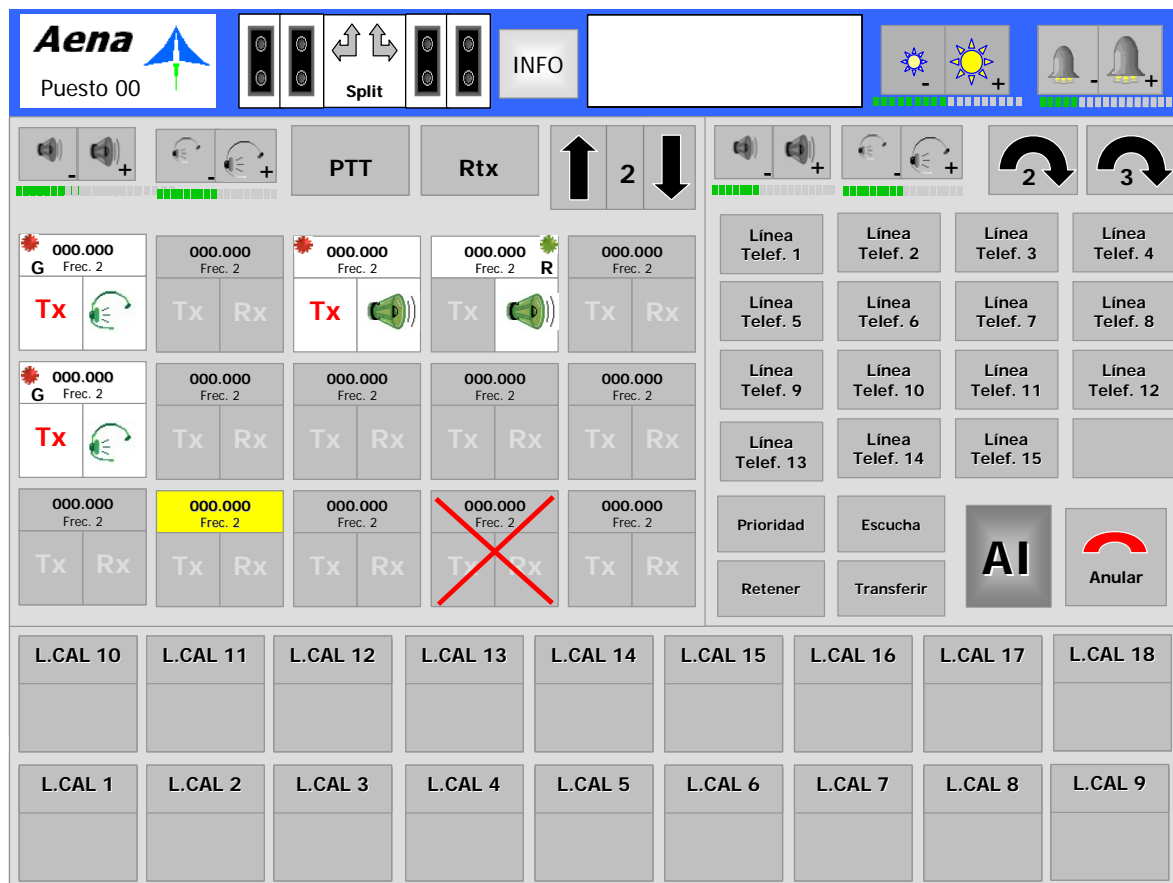 Aena
Puesto 00
Split
INFO
- +
- +
- +
- +
PTT
Rtx
2
- +
- +
2
3
000.000
G Frec. 2
Tx
000.000
Frec. 2
Tx Rx
000.000
Frec. 2
Tx
000.000
Frec. 2 R
Tx
000.000
Frec. 2
Tx Rx
000.000
G Frec. 2
Tx
000.000
Frec. 2
Tx Rx
000.000
Frec. 2
Tx Rx
000.000
Frec. 2
Tx Rx
000.000
Frec. 2
Tx Rx
000.000
Frec. 2
Tx Rx
000.000
Frec. 2
Tx Rx
000.000
Frec. 2
Tx Rx
000.000
Frec. 2
Tx Rx
000.000
Frec. 2
Tx Rx
Línea
Telef. 1
Línea
Telef. 2
Línea
Telef. 3
Línea
Telef. 4
Línea
Telef. 5
Línea
Telef. 6
Línea
Telef. 7
Línea
Telef. 8
Línea
Telef. 9
Línea
Telef. 10
Línea
Telef. 11
Línea
Telef. 12
Línea
Telef. 13
Línea
Telef. 14
Línea
Telef. 15
Prioridad
Escucha
Retener
Transferir
AI
Anular
L.CAL 10
L.CAL 11
L.CAL 12
L.CAL 13
L.CAL 14
L.CAL 15
L.CAL 16
L.CAL 17
L.CAL 18
L.CAL 1
L.CAL 2
L.CAL 3
L.CAL 4
L.CAL 5
L.CAL 6
L.CAL 7
L.CAL 8
L.CAL 9